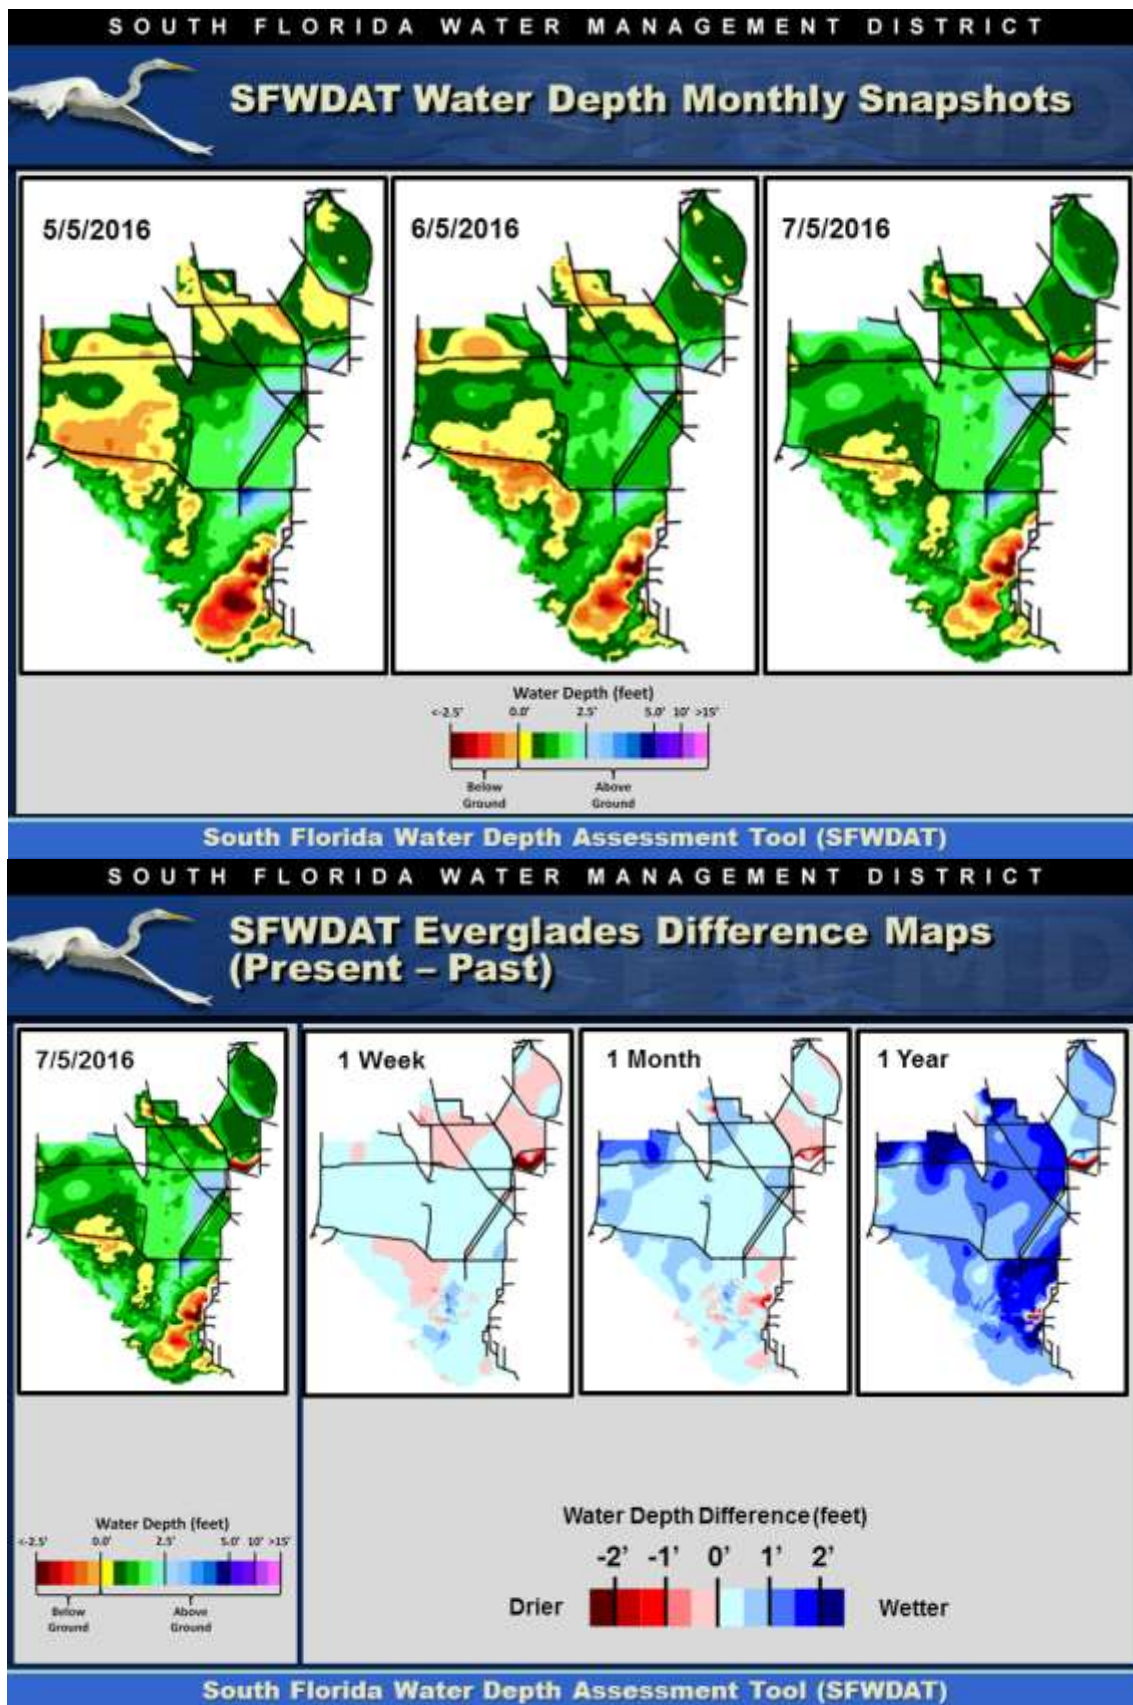 SOUTH FLORIDA WATER MANAGEMENT DISTRICT
SFWDAT Water Depth Monthly Snapshots
5/5/2016
6/5/2016
7/5/2016
Water Depth (feet)
<-2.5' 0.0' 2.5' 5.0' 10' >15'
Below Ground
Above Ground
South Florida Water Depth Assessment Tool (SFWDAT)
SOUTH FLORIDA WATER MANAGEMENT DISTRICT
SFWDAT Everglades Difference Maps
(Present – Past)
7/5/2016
1 Week
1 Month
1 Year
Water Depth (feet)
<-2.5' 0.0' 2.5' 5.0' 10' >15'
Below Ground
Above Ground
Water Depth Difference (feet)
-2' -1' 0' 1' 2'
Drier
Wetter
South Florida Water Depth Assessment Tool (SFWDAT)